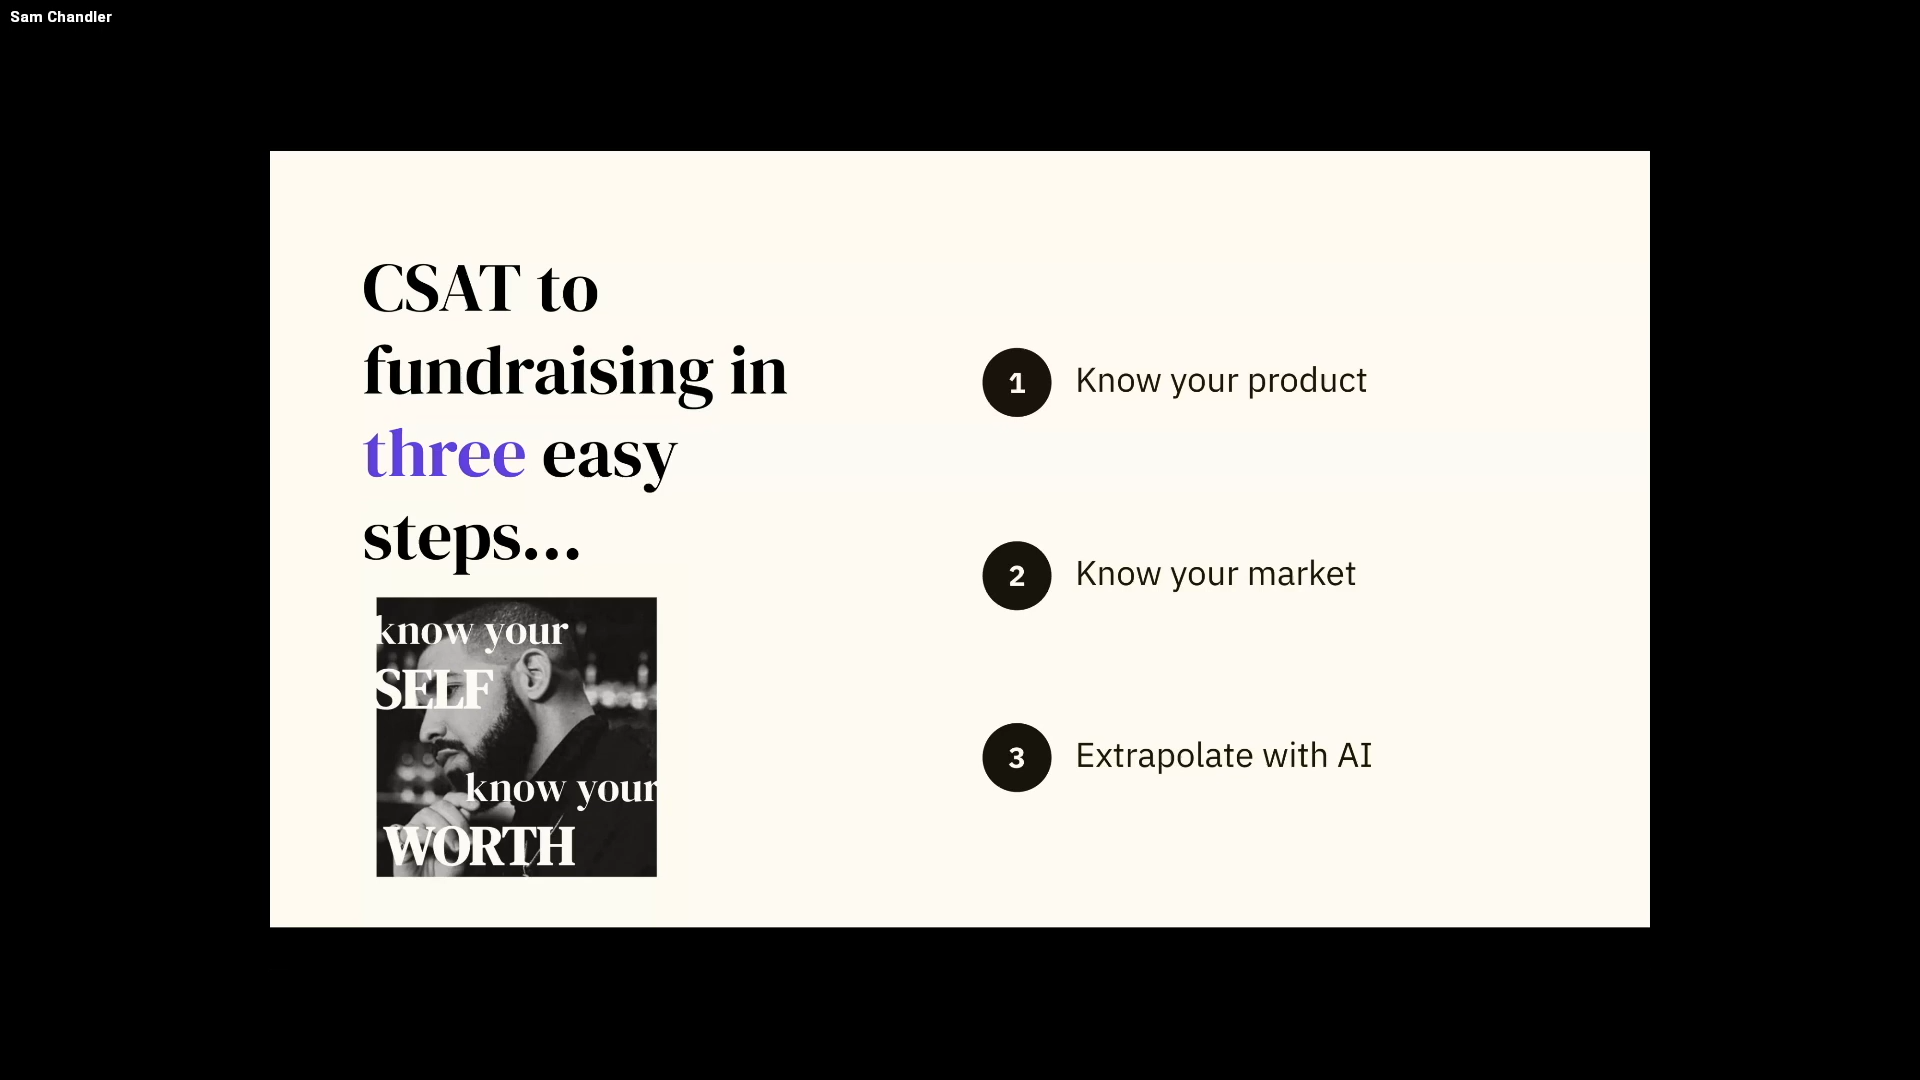 Sam Chandler
CSAT to
fundraising in
three easy
steps...
know your
SELF
know your
WORTH
1 Know your product
2 Know your market
3 Extrapolate with AI